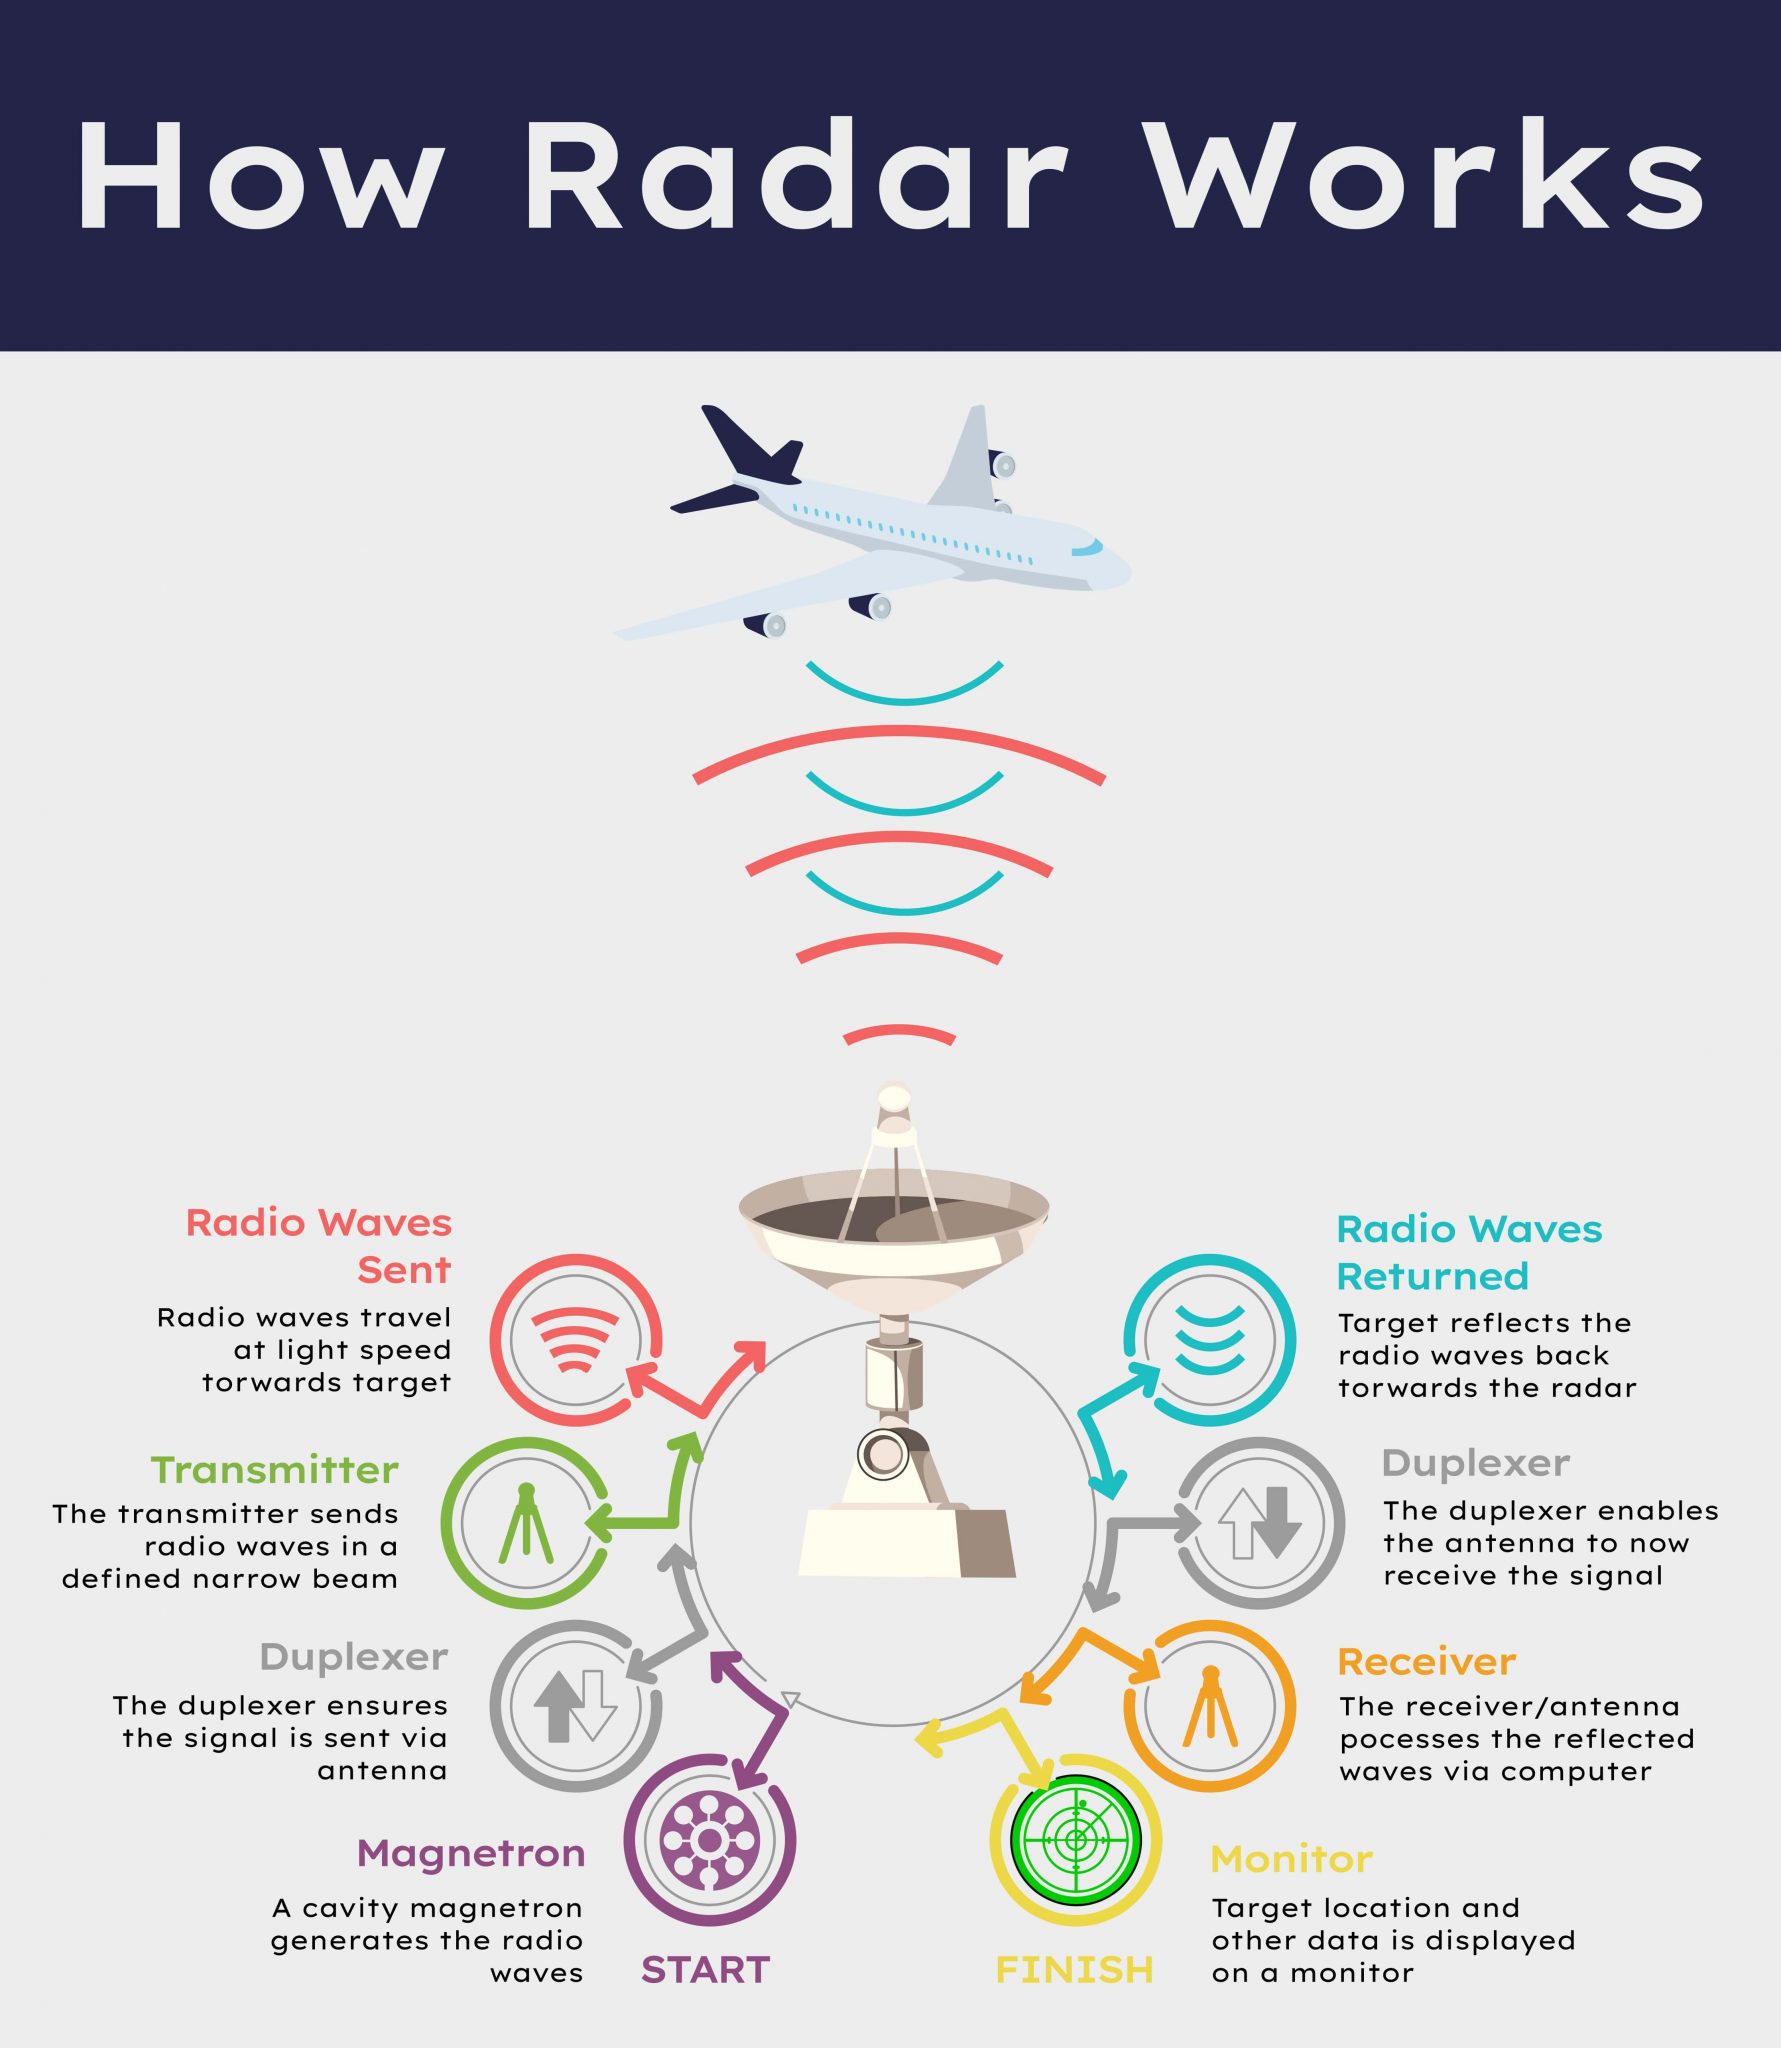 How Radar Works
Radio Waves
Sent
Radio waves travel
at light speed
torwards target
Transmitter
The transmitter sends
radio waves in a
defined narrow beam
Duplexer
The duplexer ensures
the signal is sent via
antenna
Magnetron
A cavity magnetron
generates the radio
waves
START
Radio Waves
Returned
Target reflects the
radio waves back
torwards the radar
Duplexer
The duplexer enables
the antenna to now
receive the signal
Receiver
The receiver/antenna
pocesses the reflected
waves via computer
Monitor
Target location and
other data is displayed
on a monitor
FINISH